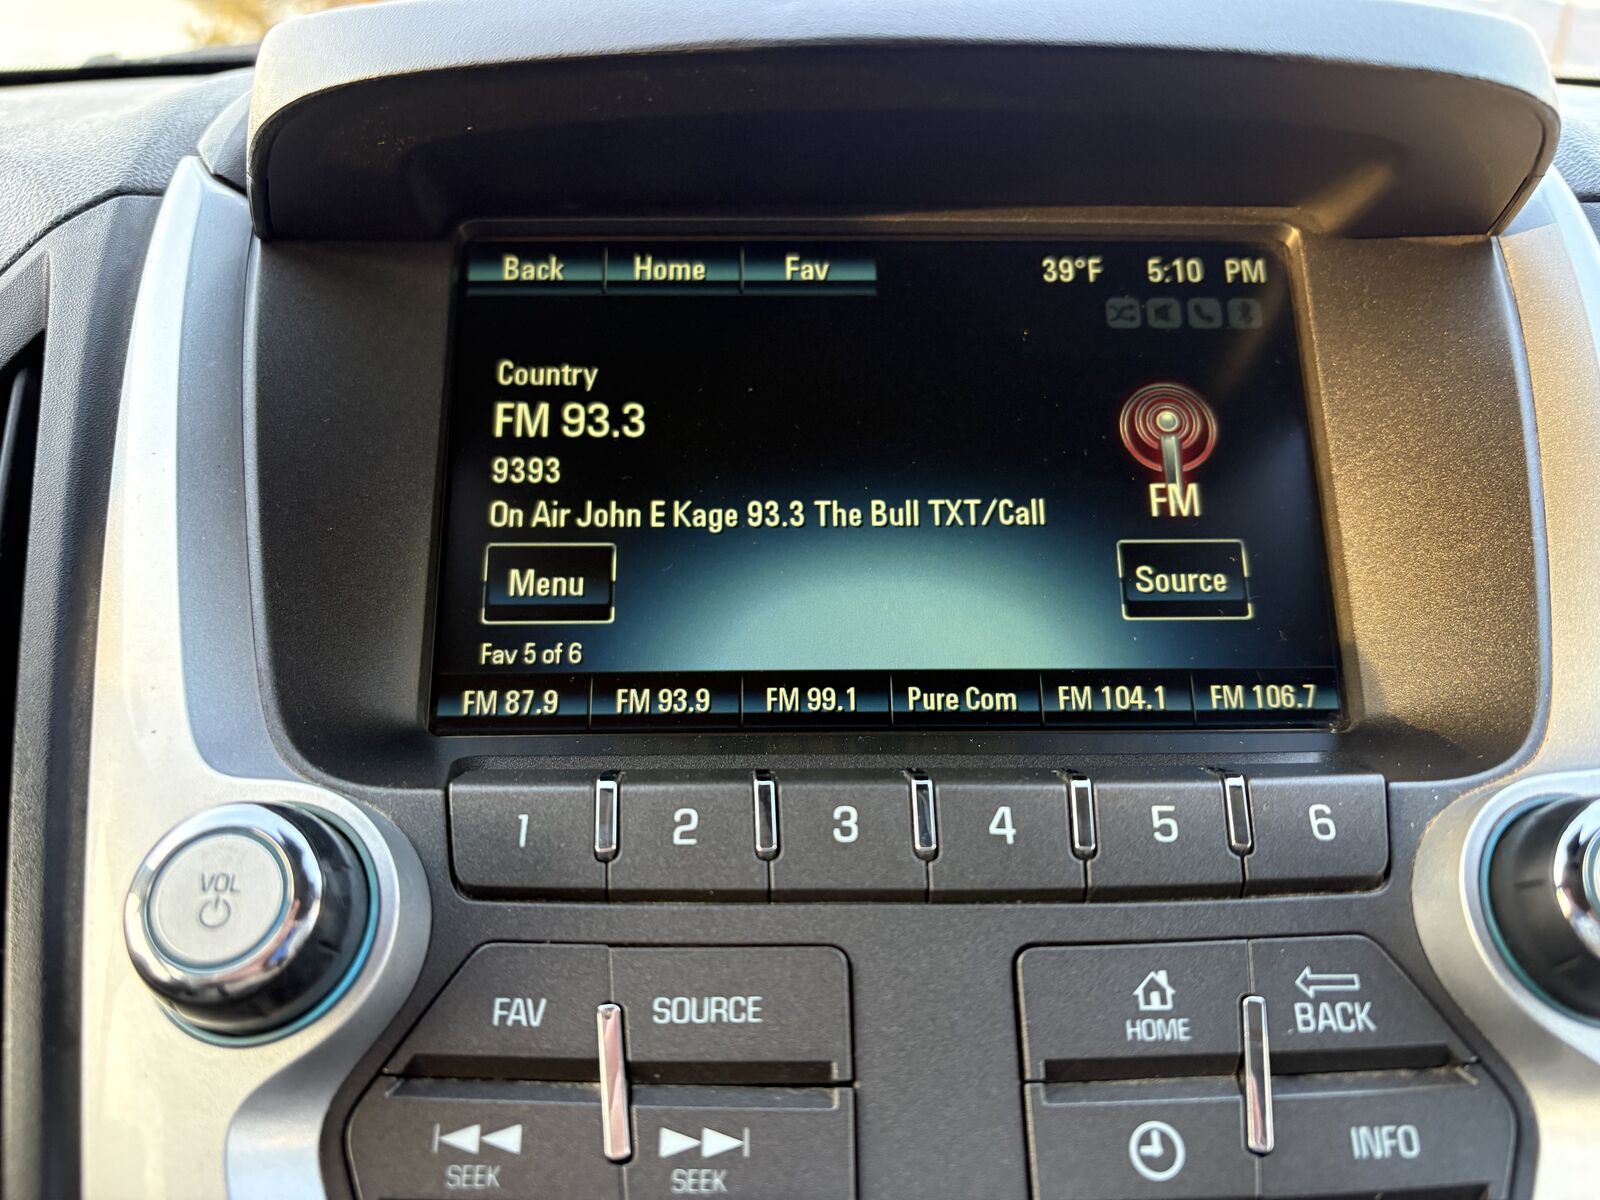 Back Home Fav 39°F 5:10 PM
Country
FM 93.3
9393
On Air John E Kage 93.3 The Bull TXT/Call
FM
Menu Source
Fav 5 of 6
FM 87.9 FM 93.9 FM 99.1 Pure Com FM 104.1 FM 106.7
1 2 3 4 5 6
VOL
FAV SOURCE
HOME BACK
SEEK SEEK
INFO